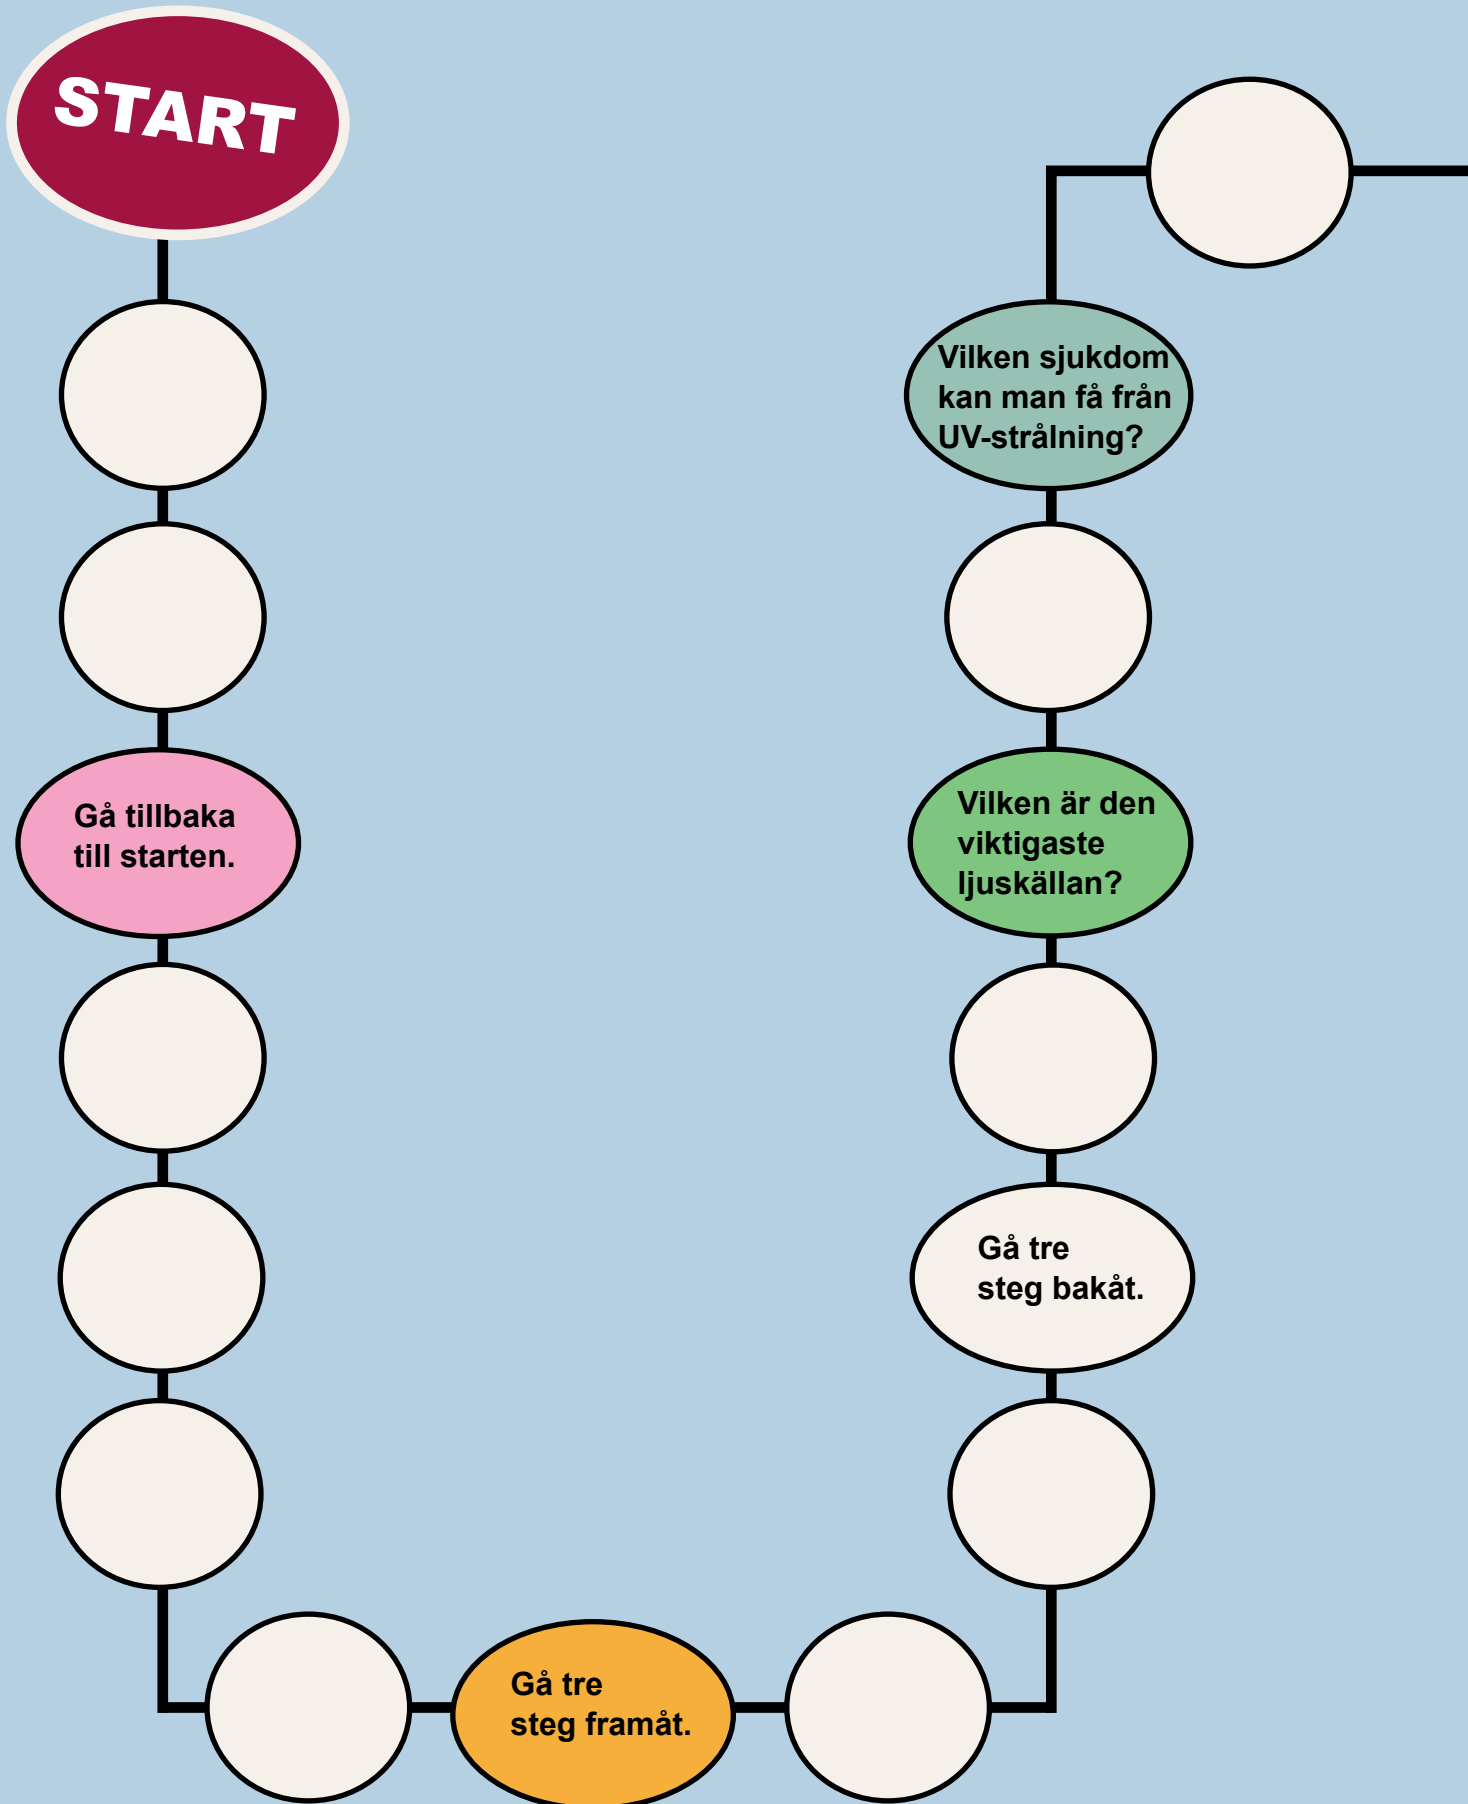 START
Gå tillbaka
till starten.
Gå tre
steg framåt.
Gå tre
steg bakåt.
Vilken är den
viktigaste
ljuskällan?
Vilken sjukdom
kan man få från
UV-strålning?